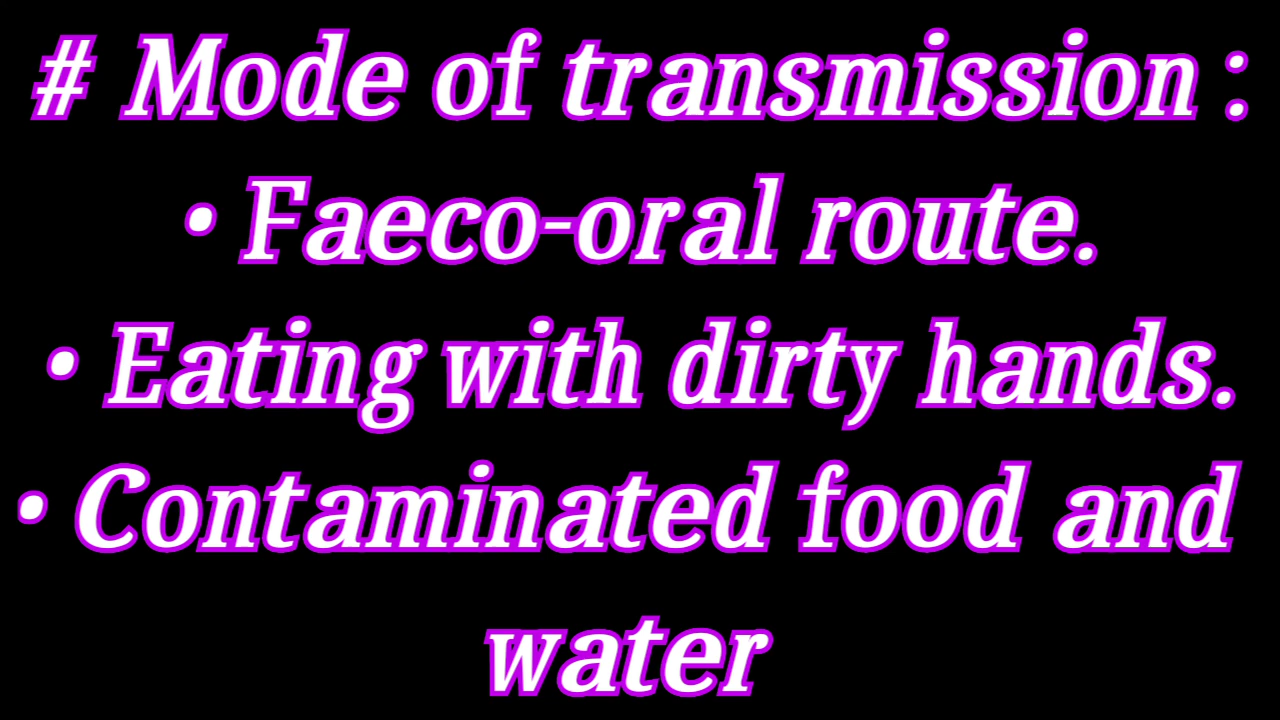 # Mode of transmission :
• Faeco-oral route.
• Eating with dirty hands.
• Contaminated food and
water